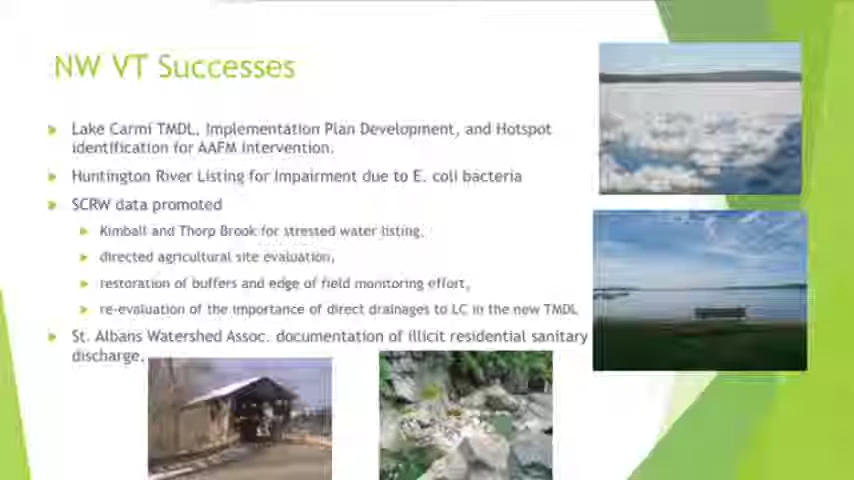 NW VT Successes
Lake Carmi TMDL, Implementation Plan Development, and Hotspot
identification for AAFM Intervention.
Huntington River Listing for Impairment due to E. coli bacteria
SCRW data promoted
Kimball and Thorp Brook for stressed water listing,
directed agricultural site evaluation,
restoration of buffers and edge of field monitoring effort,
re-evaluation of the importance of direct drainages to LC in the new TMDL
St. Albans Watershed Assoc. documentation of illicit residential sanitary
discharge.